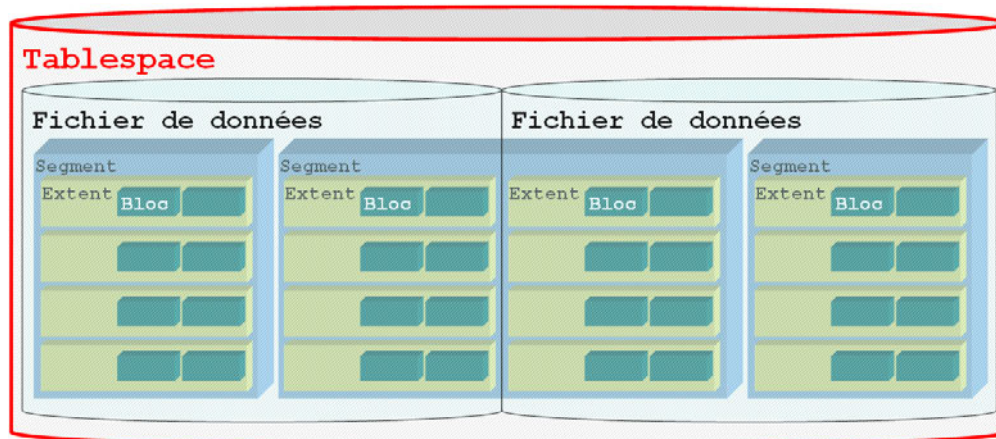 Tablespace
Fichier de données Fichier de données
Segment Segment Segment
Extent Bloc Extent Bloc Extent Bloc Extent Bloc